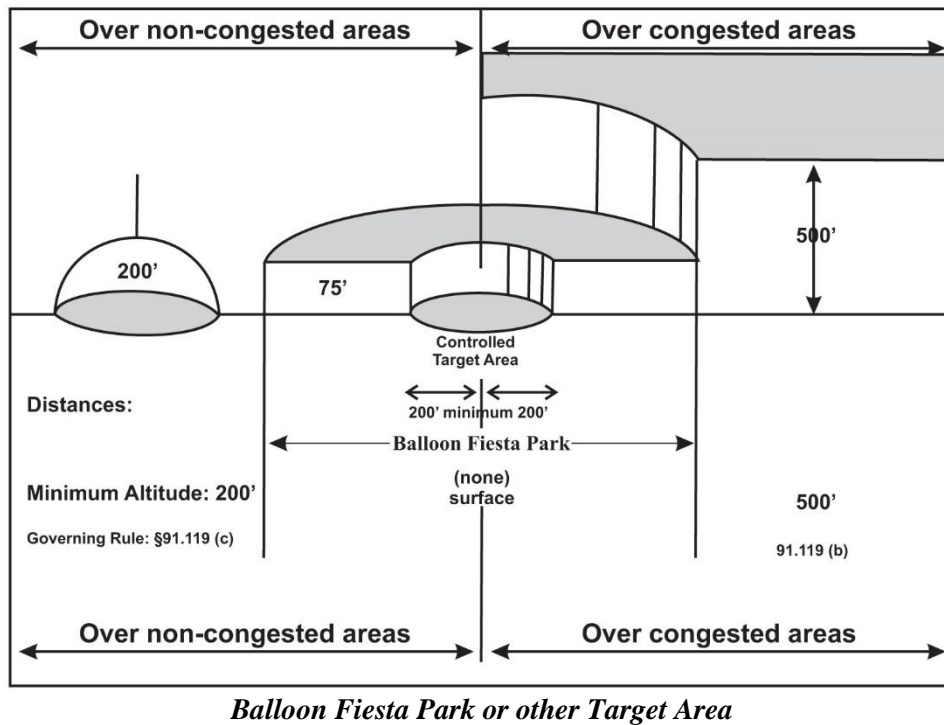 Over non-congested areas
Over congested areas
200’
75’
500’
Controlled
Target Area
Distances:
200’ minimum 200’
Balloon Fiesta Park
(none)
surface
Minimum Altitude: 200’
500’
Governing Rule: §91.119 (c)
91.119 (b)
Over non-congested areas
Over congested areas
Balloon Fiesta Park or other Target Area